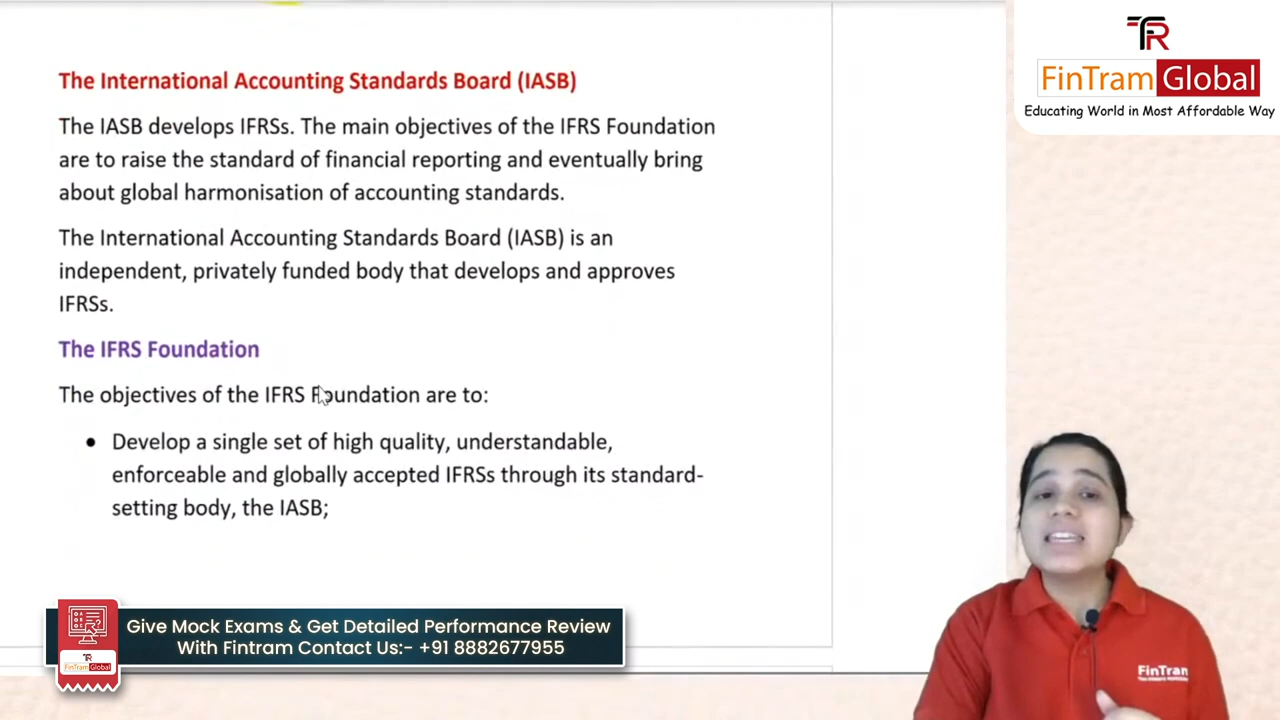 The International Accounting Standards Board (IASB)
The IASB develops IFRSs. The main objectives of the IFRS Foundation
are to raise the standard of financial reporting and eventually bring
about global harmonisation of accounting standards.
The International Accounting Standards Board (IASB) is an
independent, privately funded body that develops and approves
IFRSs.
The IFRS Foundation
The objectives of the IFRS Foundation are to:
• Develop a single set of high quality, understandable,
enforceable and globally accepted IFRSs through its standard-
setting body, the IASB;
TR
FinTram Global
Educating World in Most Affordable Way
Give Mock Exams & Get Detailed Performance Review
With Fintram Contact Us:- +91 8882677955
FinTram Global
FinTram